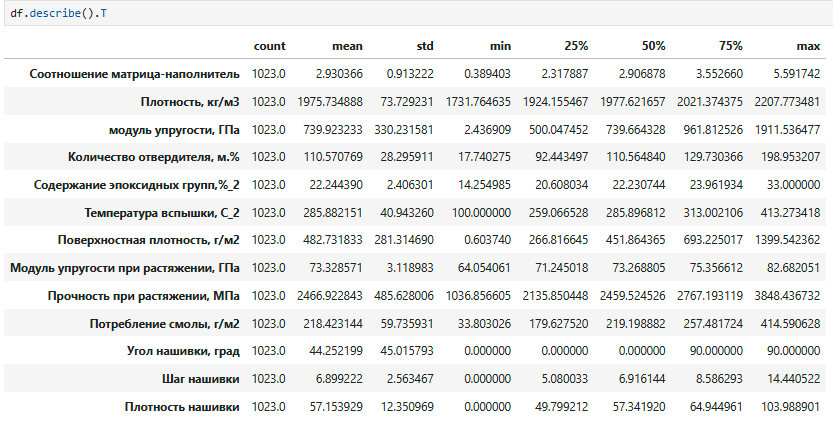 df.describe().T
count mean std min 25% 50% 75% max
Соотношение матрица-наполнитель 1023.0 2.930366 0.913222 0.389403 2.317887 2.906878 3.552660 5.591742
Плотность, кг/м3 1023.0 1975.734888 73.729231 1731.764635 1924.155467 1977.621657 2021.374375 2207.773481
модуль упругости, ГПа 1023.0 739.923233 330.231581 2.436909 500.047452 739.664328 961.812526 1911.536477
Количество отвердителя, м.% 1023.0 110.570769 28.295911 17.740275 92.443497 110.564840 129.730366 198.953207
Содержание эпоксидных групп,%_2 1023.0 22.244390 2.406301 14.254985 20.608034 22.230744 23.961934 33.000000
Температура вспышки, С_2 1023.0 285.882151 40.943260 100.000000 259.066528 285.896812 313.002106 413.273418
Поверхностная плотность, г/м2 1023.0 482.731833 281.314690 0.603740 266.816645 451.864365 693.225017 1399.542362
Модуль упругости при растяжении, ГПа 1023.0 73.328571 3.118983 64.054061 71.245018 73.268805 75.356612 82.682051
Прочность при растяжении, МПа 1023.0 2466.922843 485.628006 1036.856605 2135.850448 2459.524526 2767.193119 3848.436732
Потребление смолы, г/м2 1023.0 218.423144 59.735931 33.803026 179.627520 219.198882 257.481724 414.590628
Угол нашивки, град 1023.0 44.252199 45.015793 0.000000 0.000000 0.000000 90.000000 90.000000
Шаг нашивки 1023.0 6.899222 2.563467 0.000000 5.080033 6.916144 8.586293 14.440522
Плотность нашивки 1023.0 57.153929 12.350969 0.000000 49.799212 57.341920 64.944961 103.988901